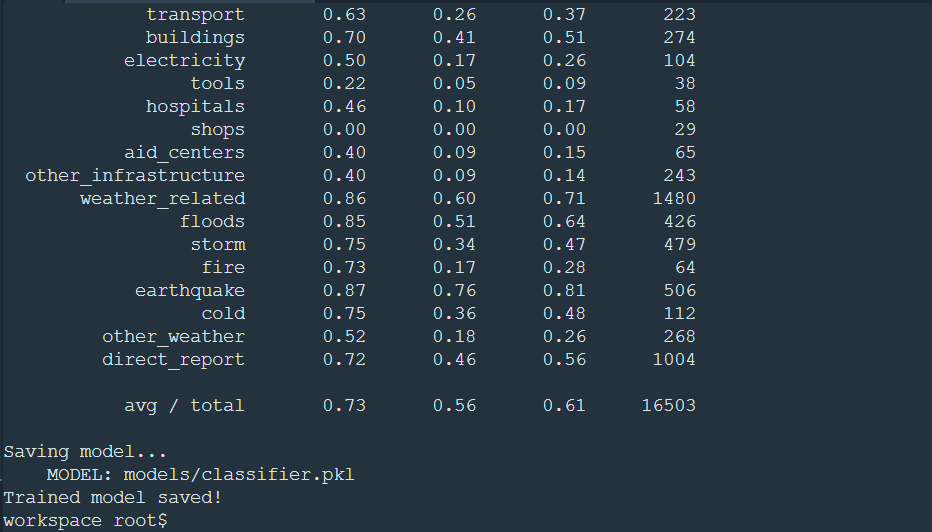 transport 0.63 0.26 0.37 223
buildings 0.70 0.41 0.51 274
electricity 0.50 0.17 0.26 104
tools 0.22 0.05 0.09 38
hospitals 0.46 0.10 0.17 58
shops 0.00 0.00 0.00 29
aid_centers 0.40 0.09 0.15 65
other_infrastructure 0.40 0.09 0.14 243
weather_related 0.86 0.60 0.71 1480
floods 0.85 0.51 0.64 426
storm 0.75 0.34 0.47 479
fire 0.73 0.17 0.28 64
earthquake 0.87 0.76 0.81 506
cold 0.75 0.36 0.48 112
other_weather 0.52 0.18 0.26 268
direct_report 0.72 0.46 0.56 1004
avg / total 0.73 0.56 0.61 16503
Saving model...
MODEL: models/classifier.pkl
Trained model saved!
workspace root$